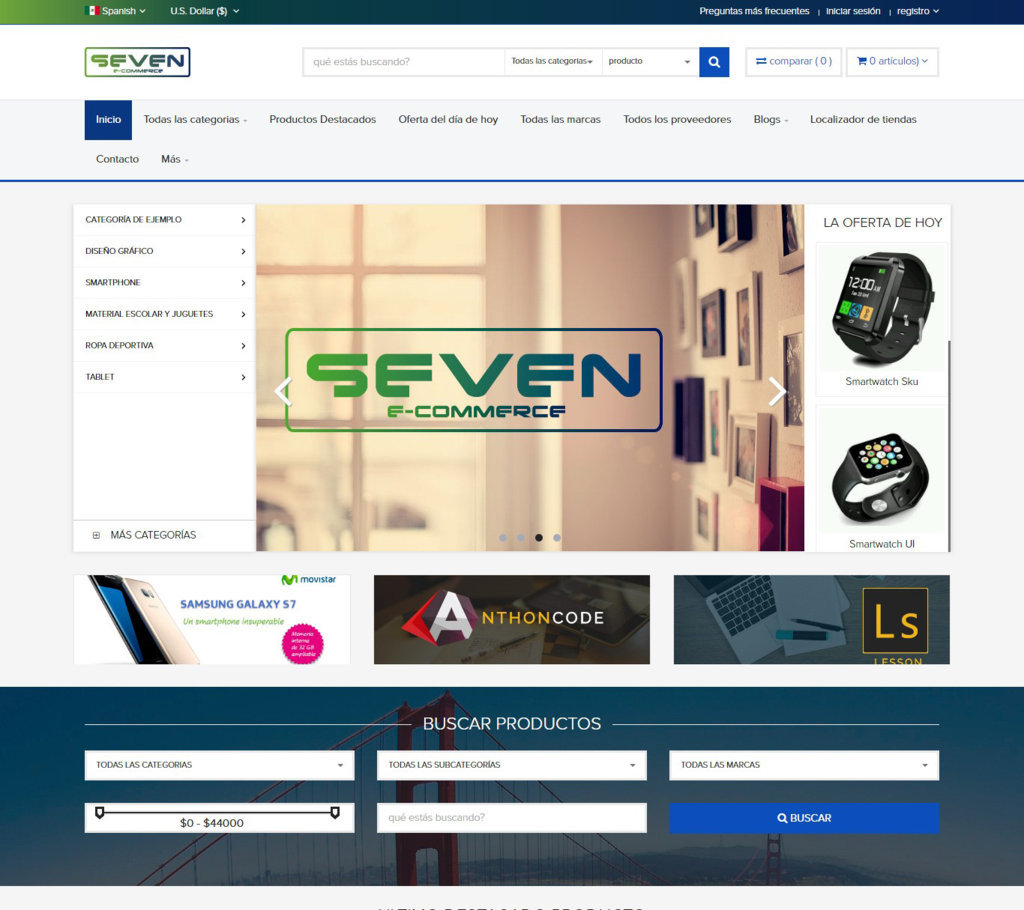 Spanish
U.S. Dollar ($)
Preguntas más frecuentes | iniciar sesión | registro
SEVEN
E-COMMERCE
qué estás buscando?
Todas las categorias
producto
comparar ( 0 )
0 artículos)
Inicio
Todas las categorias
Productos Destacados
Oferta del día de hoy
Todas las marcas
Todos los proveedores
Blogs
Localizador de tiendas
Contacto
Más
CATEGORÍA DE EJEMPLO
DISEÑO GRÁFICO
SMARTPHONE
MATERIAL ESCOLAR Y JUGUETES
ROPA DEPORTIVA
TABLET
MÁS CATEGORÍAS
SEVEN
E-COMMERCE
LA OFERTA DE HOY
12:00
Smartwatch Sku
Smartwatch UI
movistar
SAMSUNG GALAXY S7
Un smartphone insuperable
Memoria
interna
de 32 GB
ampliable
ANTHONCODE
Ls
LESSON
BUSCAR PRODUCTOS
TODAS LAS CATEGORIAS
TODAS LAS SUBCATEGORÍAS
TODAS LAS MARCAS
$0 - $44000
qué estás buscando?
BUSCAR